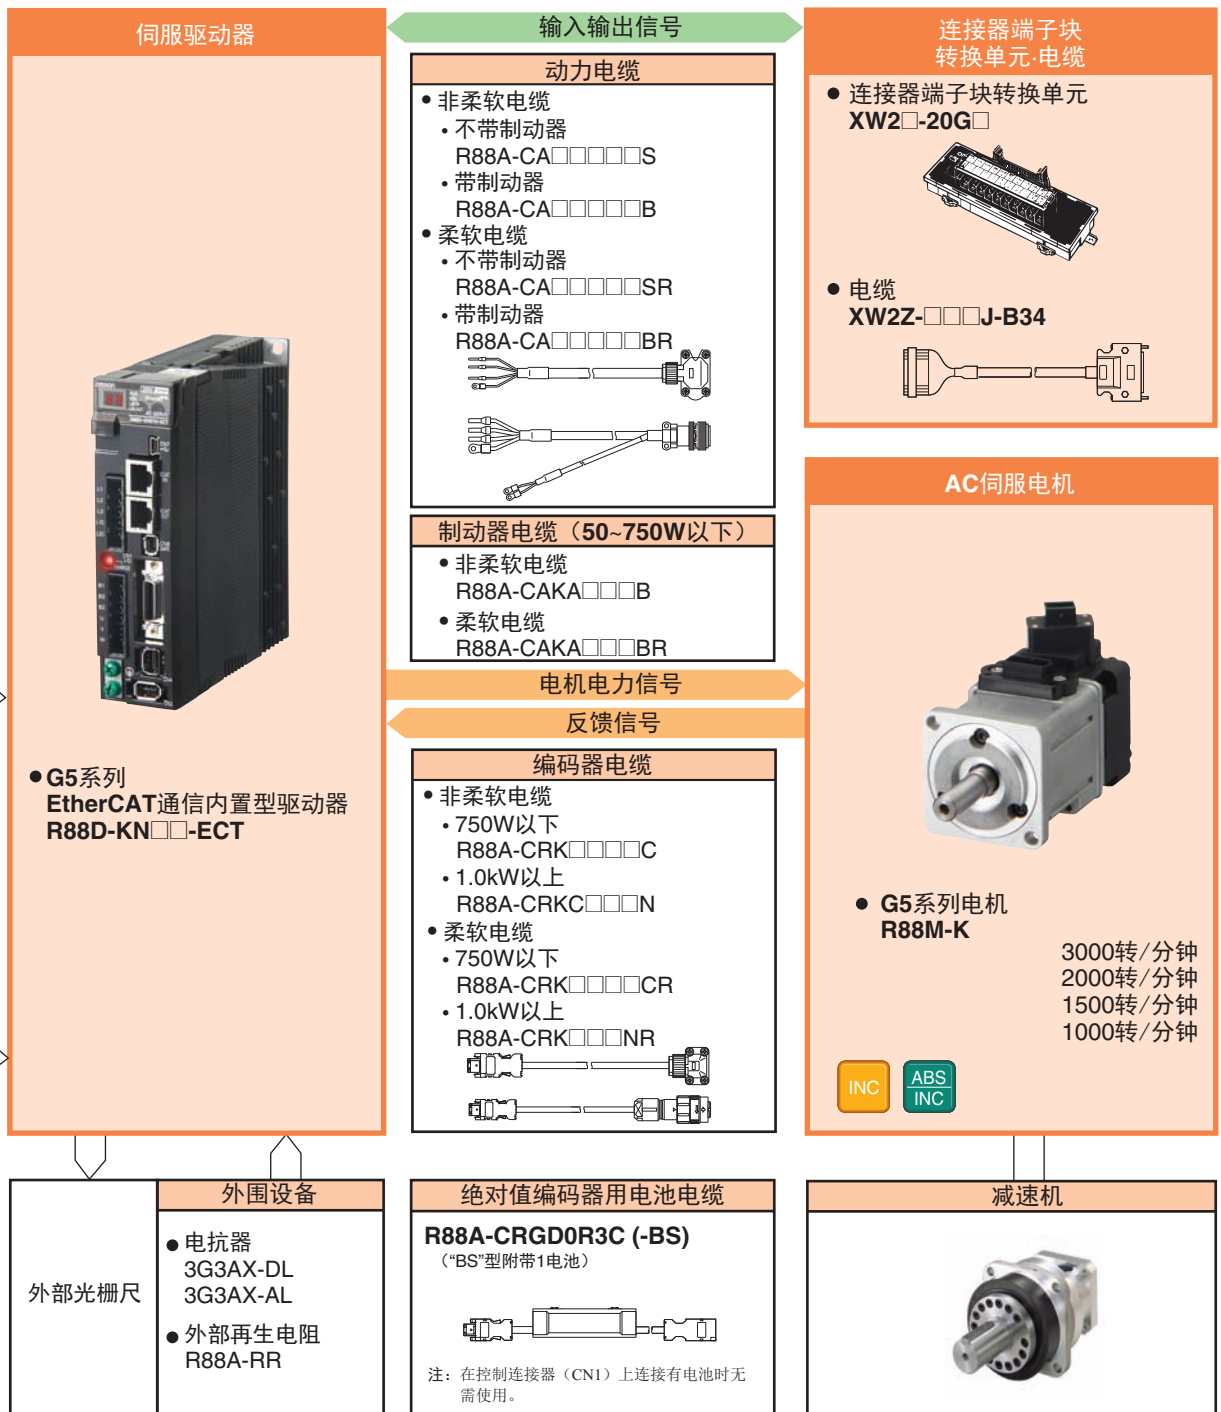 伺服驱动器
● G5系列
EtherCAT通信内置型驱动器
R88D-KN□□-ECT
输入输出信号
动力电缆
● 非柔软电缆
• 不带制动器
R88A-CA□□□□□S
• 带制动器
R88A-CA□□□□□B
● 柔软电缆
• 不带制动器
R88A-CA□□□□□SR
• 带制动器
R88A-CA□□□□□BR
制动器电缆（50~750W以下）
● 非柔软电缆
R88A-CAKA□□□B
● 柔软电缆
R88A-CAKA□□□BR
电机电力信号
反馈信号
编码器电缆
● 非柔软电缆
• 750W以下
R88A-CRK□□□□C
• 1.0kW以上
R88A-CRKC□□□N
● 柔软电缆
• 750W以下
R88A-CRK□□□□CR
• 1.0kW以上
R88A-CRK□□□NR
连接器端子块
转换单元·电缆
● 连接器端子块转换单元
XW2□-20G□
● 电缆
XW2Z-□□□J-B34
AC伺服电机
● G5系列电机
R88M-K
3000转/分钟
2000转/分钟
1500转/分钟
1000转/分钟
INC
ABS
INC
外部光栅尺
外围设备
● 电抗器
3G3AX-DL
3G3AX-AL
● 外部再生电阻
R88A-RR
绝对值编码器用电池电缆
R88A-CRGD0R3C (-BS)
（“BS”型附带1电池）
注：在控制连接器（CN1）上连接有电池时无
需使用。
减速机